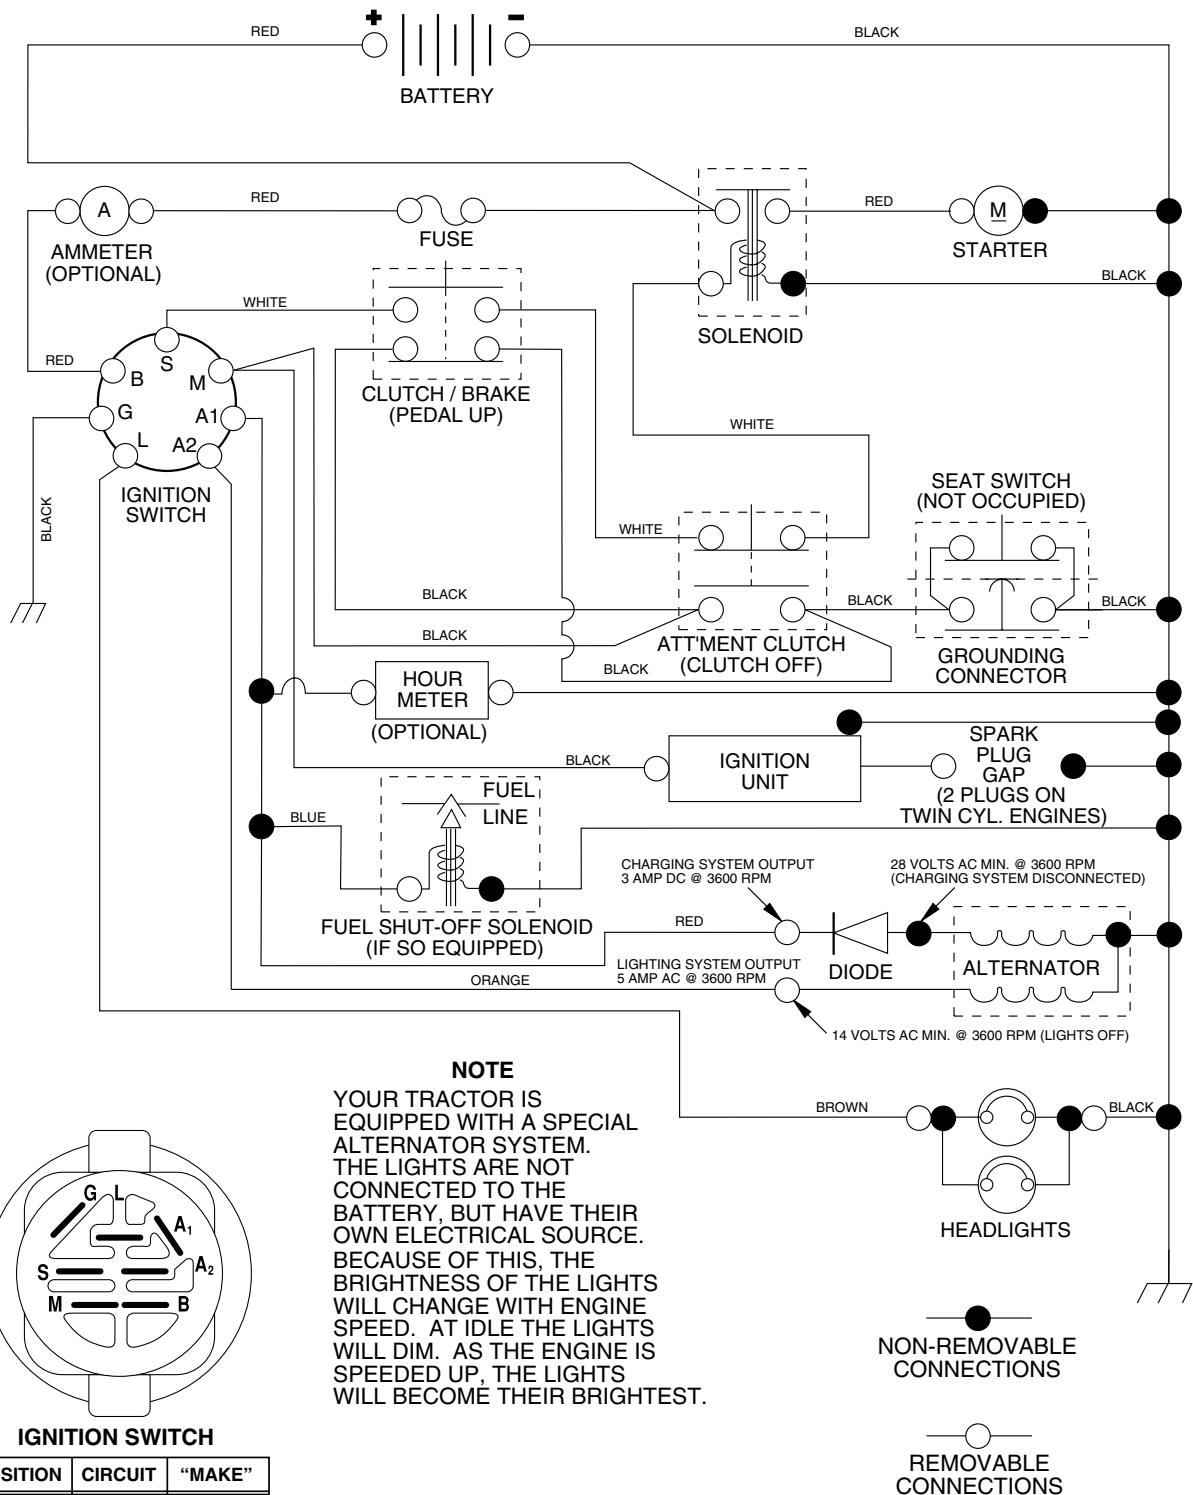 + -
RED
BLACK
BATTERY
A
RED
RED
M
AMMETER
(OPTIONAL)
FUSE
STARTER
BLACK
WHITE
SOLENOID
RED
S
B
M
G
A1
L
A2
CLUTCH / BRAKE
(PEDAL UP)
WHITE
IGNITION
SWITCH
BLACK
SEAT SWITCH
(NOT OCCUPIED)
WHITE
BLACK
BLACK
BLACK
BLACK
ATT'MENT CLUTCH
(CLUTCH OFF)
BLACK
GROUNDING
CONNECTOR
HOUR
METER
(OPTIONAL)
BLACK
IGNITION
UNIT
SPARK
PLUG
GAP
(2 PLUGS ON
TWIN CYL. ENGINES)
FUEL
LINE
BLUE
CHARGING SYSTEM OUTPUT
3 AMP DC @ 3600 RPM
28 VOLTS AC MIN. @ 3600 RPM
(CHARGING SYSTEM DISCONNECTED)
FUEL SHUT-OFF SOLENOID
(IF SO EQUIPPED)
RED
DIODE
ALTERNATOR
LIGHTING SYSTEM OUTPUT
5 AMP AC @ 3600 RPM
ORANGE
14 VOLTS AC MIN. @ 3600 RPM (LIGHTS OFF)
NOTE
YOUR TRACTOR IS
EQUIPPED WITH A SPECIAL
ALTERNATOR SYSTEM.
THE LIGHTS ARE NOT
CONNECTED TO THE
BATTERY, BUT HAVE THEIR
OWN ELECTRICAL SOURCE.
BECAUSE OF THIS, THE
BRIGHTNESS OF THE LIGHTS
WILL CHANGE WITH ENGINE
SPEED. AT IDLE THE LIGHTS
WILL DIM. AS THE ENGINE IS
SPEEDED UP, THE LIGHTS
WILL BECOME THEIR BRIGHTEST.
BROWN
BLACK
HEADLIGHTS
G L
A1
S
A2
M
B
IGNITION SWITCH
SITION CIRCUIT “MAKE”
NON-REMOVABLE
CONNECTIONS
REMOVABLE
CONNECTIONS